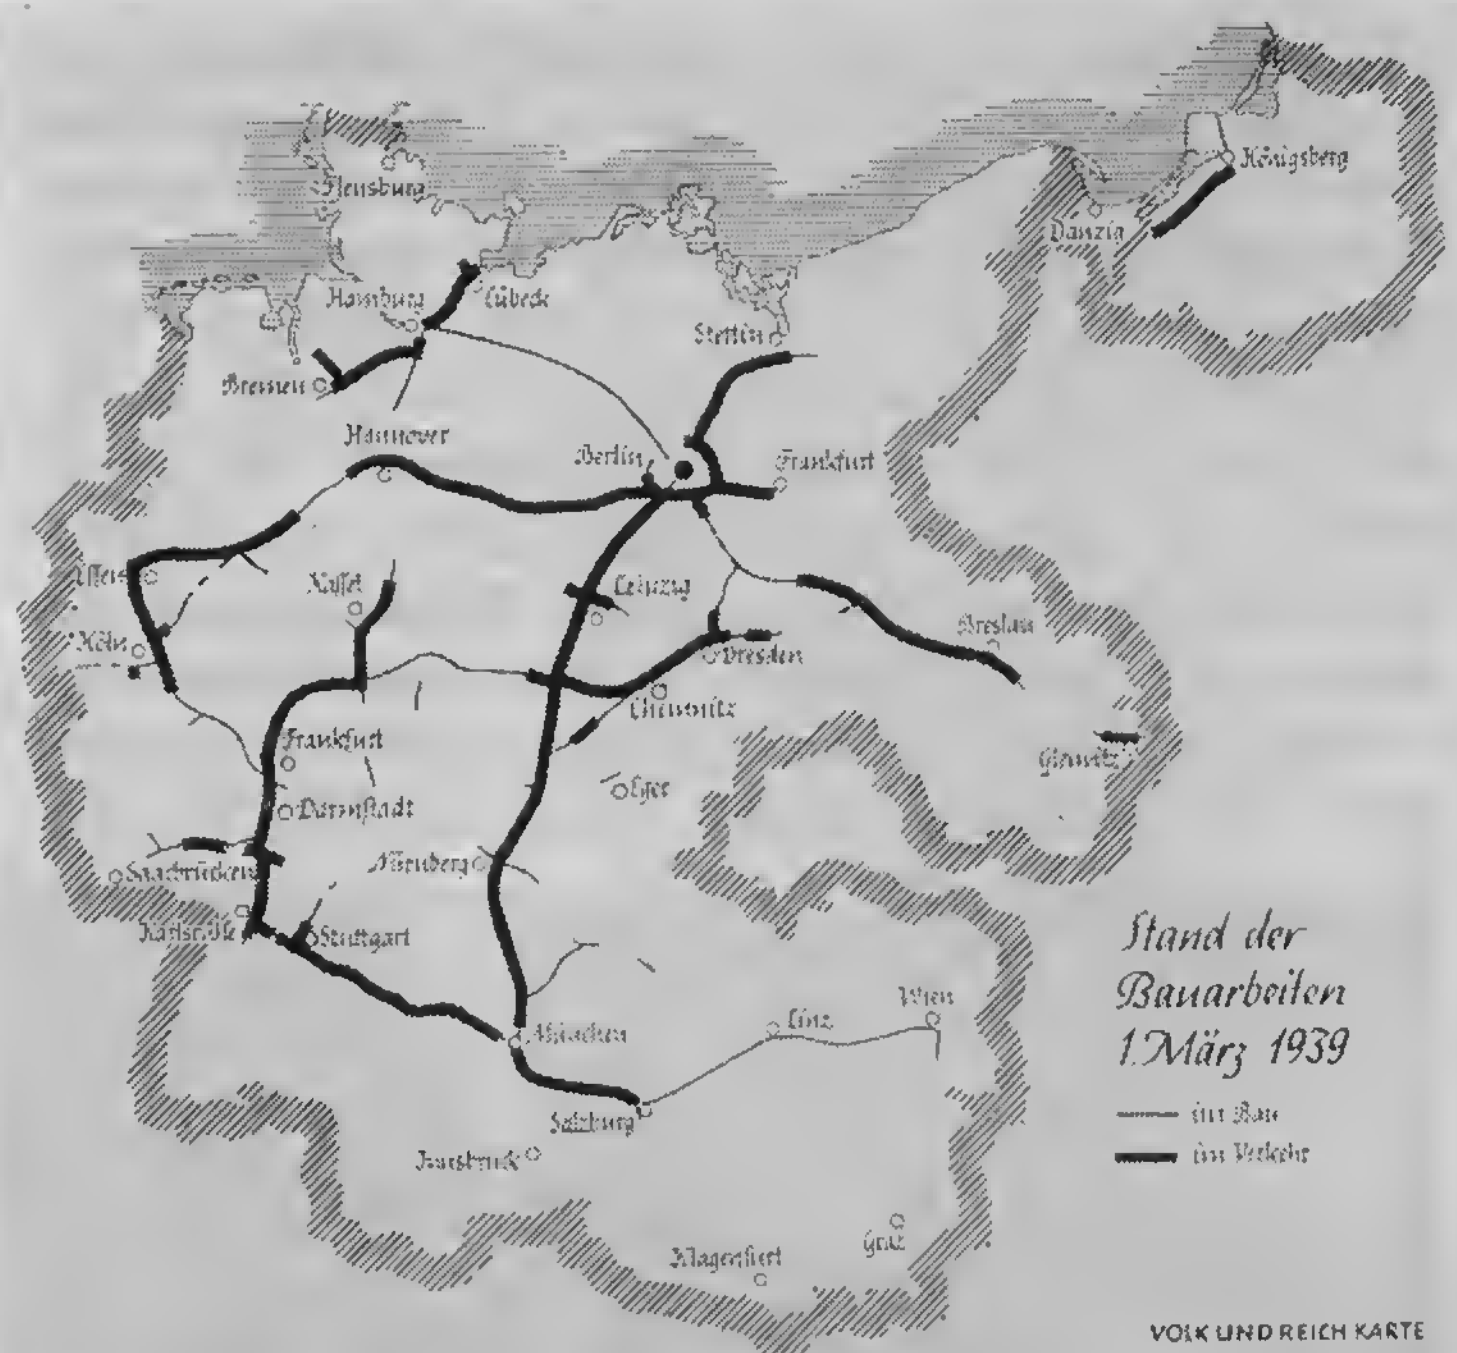 Königsberg
Flensburg
Danzig
Hamburg
Lübeck
Stettin
Bremen
Hannover
Berlin
Frankfurt
Essen
Kassel
Leipzig
Breslau
Köln
Dresden
Chemnitz
Frankfurt
Gleiwitz
Eger
Darmstadt
Nürnberg
Saarbrücken
Karlsruhe
Stuttgart
Stand der
Bauarbeiten
1. März 1939
Wien
Linz
München
im Bau
Salzburg
im Verkehr
Innsbruck
Graz
Klagenfurt
VOLK UND REICH KARTE